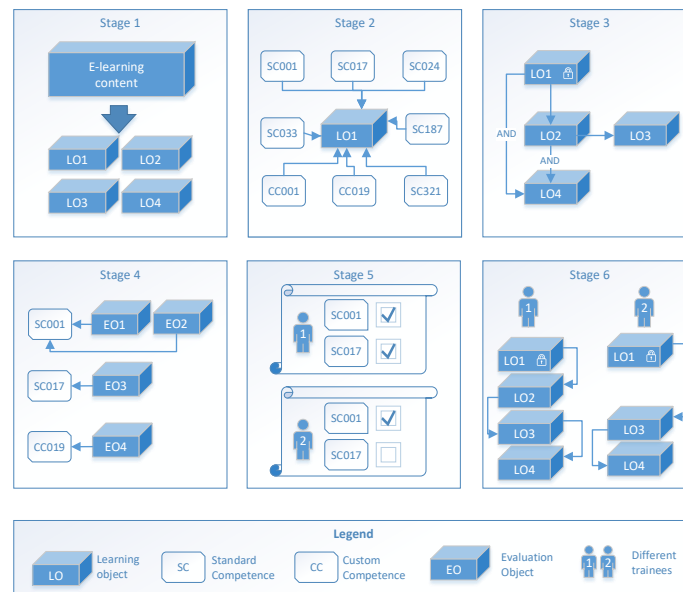 Stage 1
E-learning
content
LO1
LO2
LO3
LO4
Stage 2
SC001
SC017
SC024
SC033
LO1
SC187
CC001
CC019
SC321
Stage 3
LO1
AND
LO2
LO3
AND
LO4
Stage 4
SC001
EO1
EO2
SC017
EO3
CC019
EO4
Stage 5
1
SC001
SC017
2
SC001
SC017
Stage 6
1
2
LO1
LO1
LO2
LO3
LO3
LO4
LO4
Legend
LO
Learning
object
SC
Standard
Competence
CC
Custom
Competence
EO
Evaluation
Object
1 2
Different
trainees